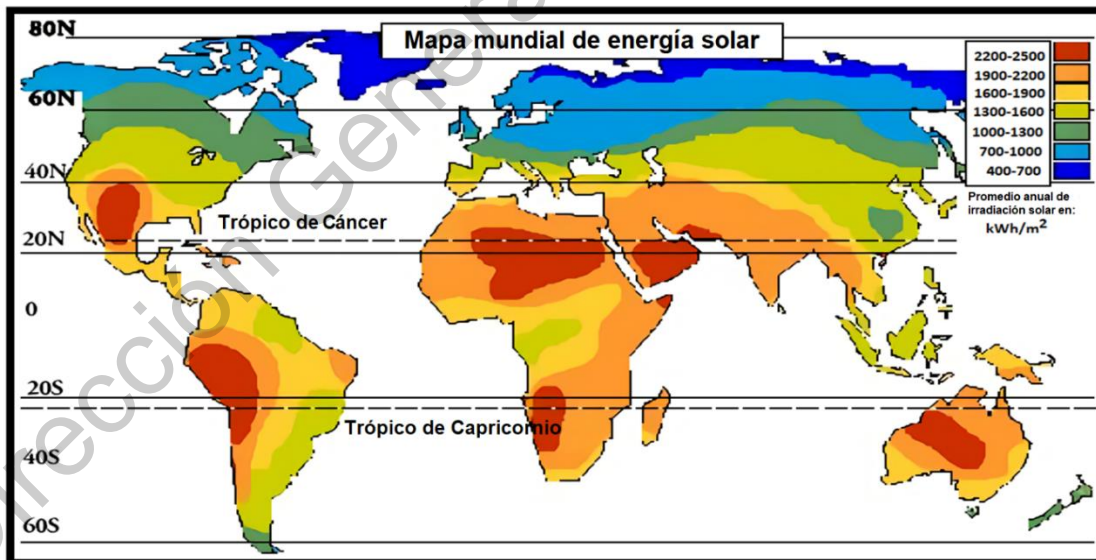 Mapa mundial de energía solar
80N
60N
40N
20N
0
20S
40S
60S
Trópico de Cáncer
Trópico de Capricornio
2200-2500
1900-2200
1600-1900
1300-1600
1000-1300
700-1000
400-700
Promedio anual de
irradiación solar en:
kWh/m²
Dirección General